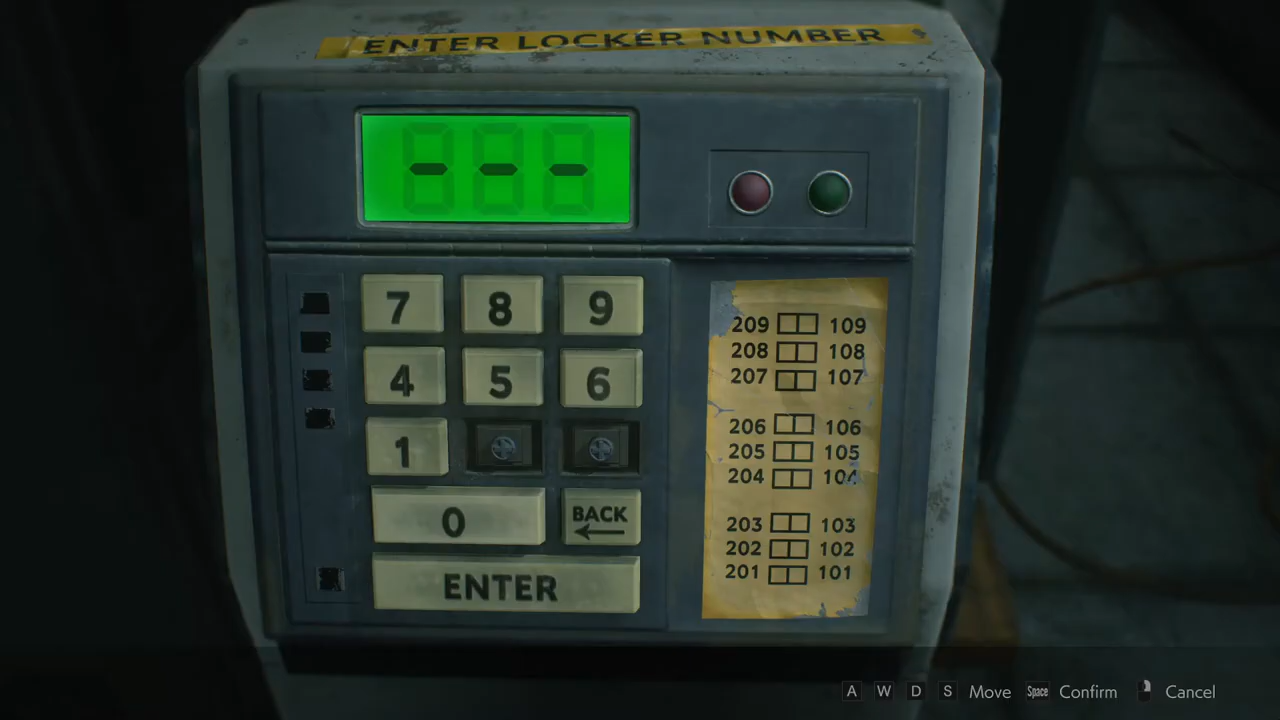 ENTER LOCKER NUMBER
- - -
7 8 9
4 5 6
1
0 BACK
ENTER
209 109
208 108
207 107
206 106
205 105
204 104
203 103
202 102
201 101
A W D S Move Space Confirm Cancel